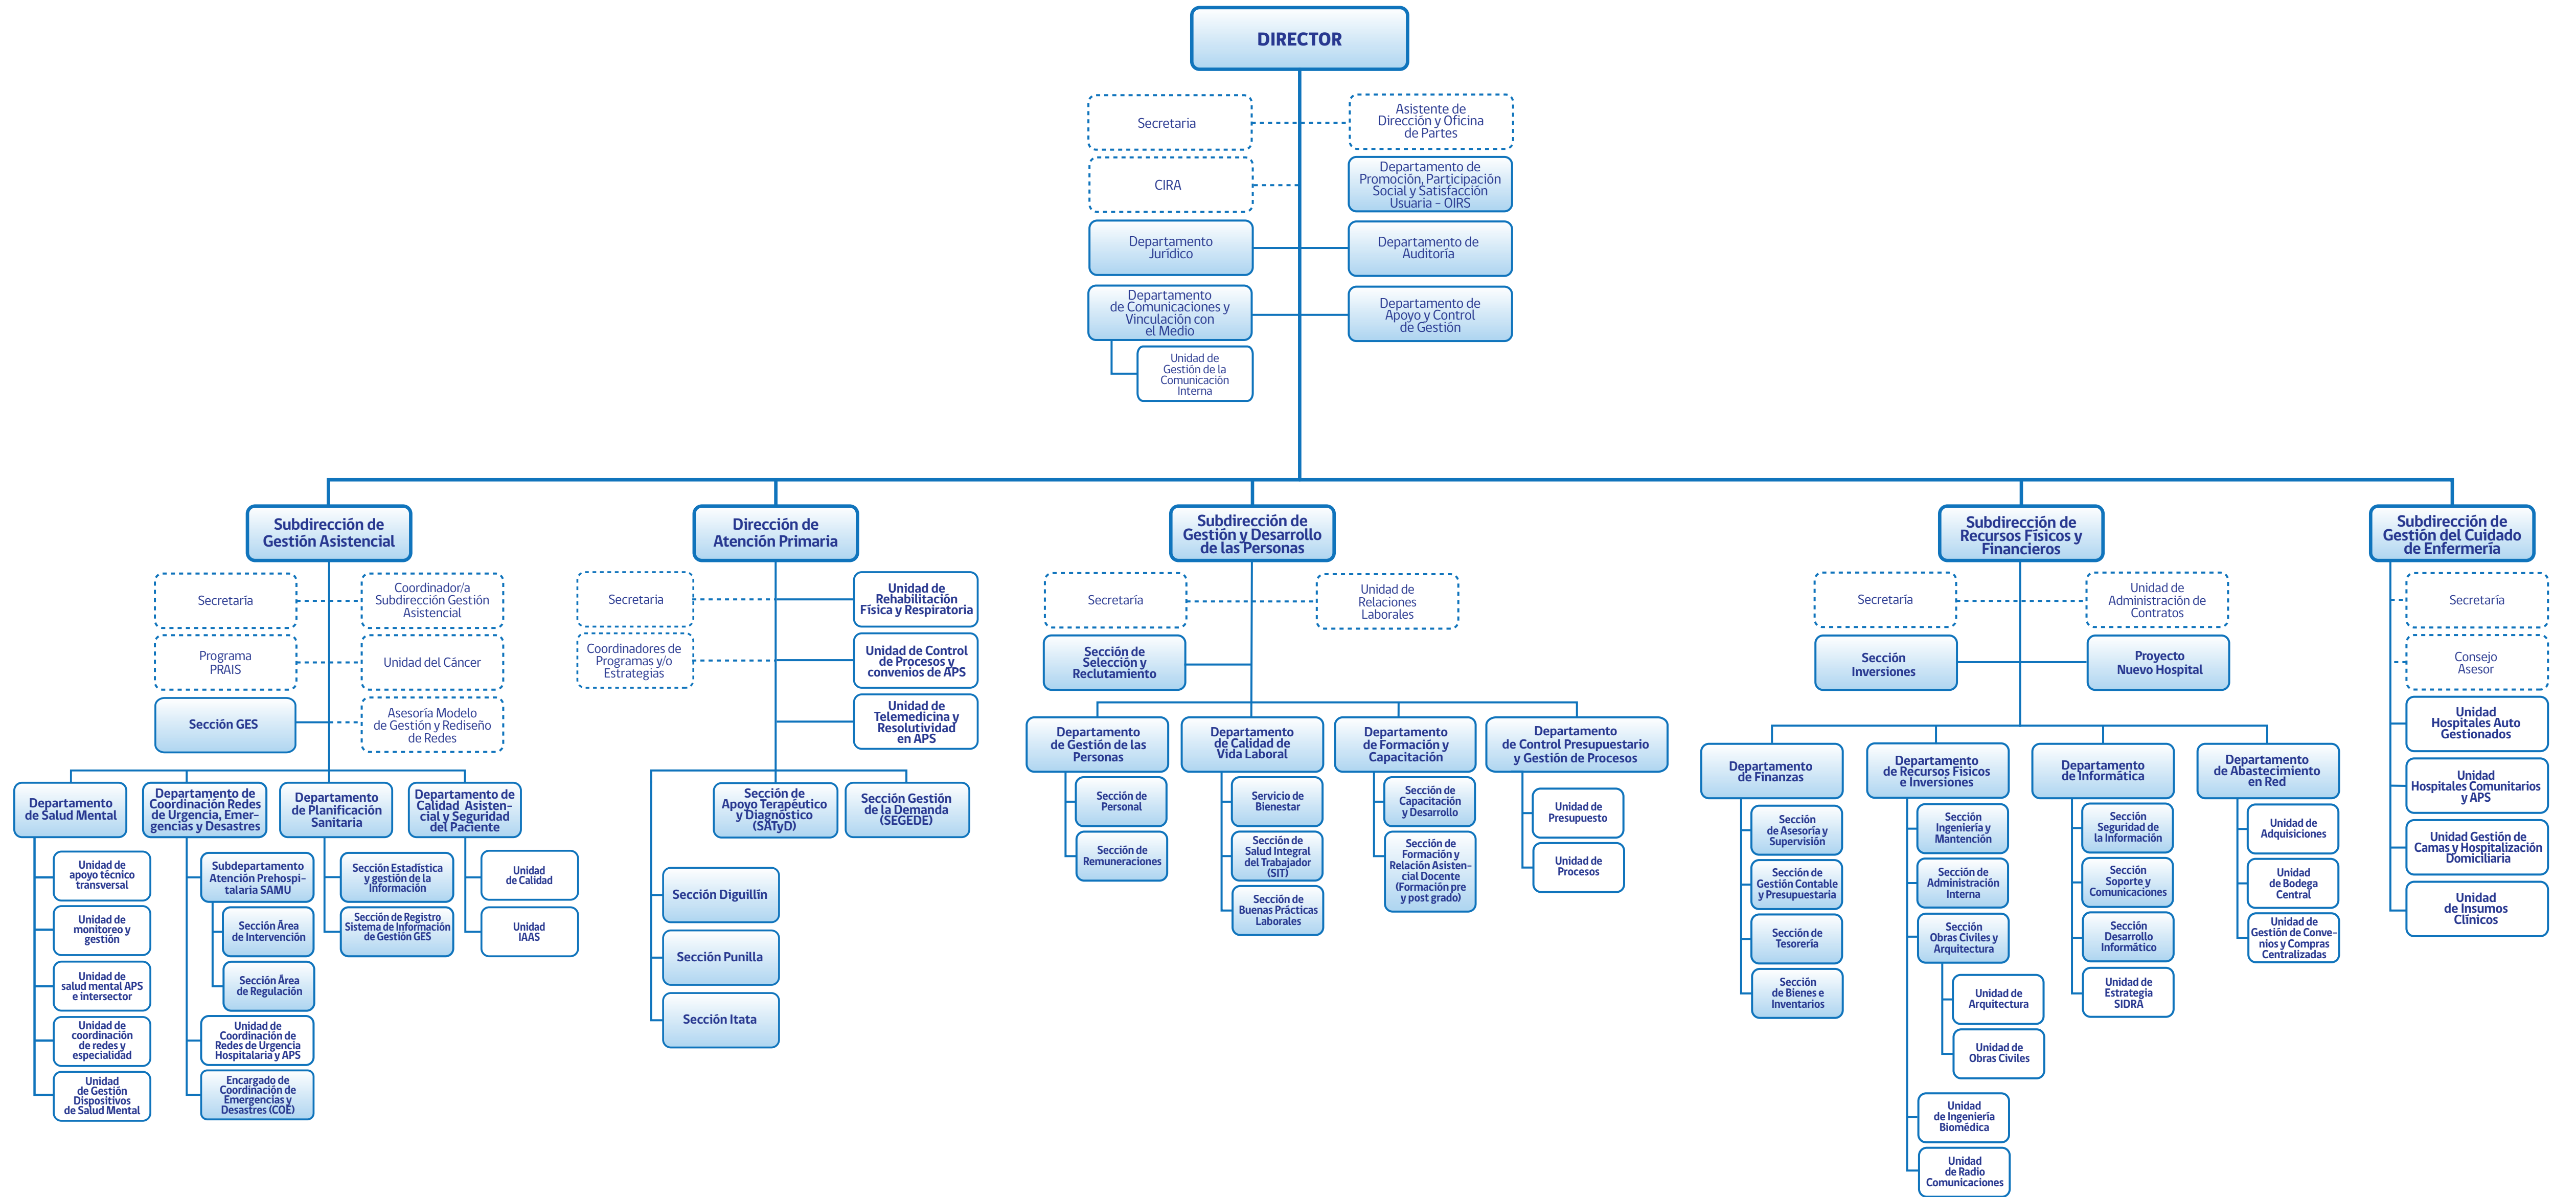 DIRECTOR
Secretaria
Asistente de
Dirección y Oficina
de Partes
CIRA
Departamento de
Promoción, Participación
Social y Satisfacción
Usuaria - OIRS
Departamento
Jurídico
Departamento de
Auditoría
Departamento
de Comunicaciones y
Vinculación con
el Medio
Departamento de
Apoyo y Control
de Gestión
Unidad de
Gestión de la
Comunicación
Interna
Subdirección de
Gestión Asistencial
Secretaría
Coordinador/a
Subdirección Gestión
Asistencial
Programa
PRAIS
Unidad del Cáncer
Sección GES
Asesoría Modelo
de Gestión y Rediseño
de Redes
Departamento
de Salud Mental
Unidad de
apoyo técnico
transversal
Unidad de
monitoreo y
gestión
Unidad de
salud mental APS
e intersector
Unidad de
coordinación
de redes y
especialidad
Unidad
de Gestión
Dispositivos
de Salud Mental
Departamento de
Coordinación Redes
de Urgencia, Emer-
gencias y Desastres
Subdepartamento
Atención Prehospi-
talaria SAMU
Sección Área
de Intervención
Sección Área
de Regulación
Unidad de
Coordinación de
Redes de Urgencia
Hospitalaria y APS
Encargado de
Coordinación de
Emergencias y
Desastres (COE)
Departamento
de Planificación
Sanitaria
Sección Estadística
y gestión de la
Información
Sección de Registro
Sistema de Información
de Gestión GES
Departamento de
Calidad Asisten-
cial y Seguridad
del Paciente
Unidad
de Calidad
Unidad
IAAS
Dirección de
Atención Primaria
Secretaria
Unidad de
Rehabilitación
Física y Respiratoria
Coordinadores de
Programas y/o
Estrategias
Unidad de Control
de Procesos y
convenios de APS
Unidad de
Telemedicina y
Resolutividad
en APS
Sección de
Apoyo Terapéutico
y Diagnóstico
(SATyD)
Sección Gestión
de la Demanda
(SEGEDE)
Sección Diguillín
Sección Punilla
Sección Itata
Subdirección de
Gestión y Desarrollo
de las Personas
Secretaría
Unidad de
Relaciones
Laborales
Sección de
Selección y
Reclutamiento
Departamento
de Gestión de las
Personas
Sección de
Personal
Sección de
Remuneraciones
Departamento
de Calidad de
Vida Laboral
Servicio de
Bienestar
Sección de
Salud Integral
del Trabajador
(SIT)
Sección de
Buenas Prácticas
Laborales
Departamento
de Formación y
Capacitación
Sección de
Capacitación
y Desarrollo
Sección de
Formación y
Relación Asisten-
cial Docente
(Formación pre
y post grado)
Departamento
de Control Presupuestario
y Gestión de Procesos
Unidad de
Presupuesto
Unidad de
Procesos
Subdirección de
Recursos Físicos y
Financieros
Secretaría
Unidad de
Administración de
Contratos
Sección
Inversiones
Proyecto
Nuevo Hospital
Departamento
de Finanzas
Sección
de Asesoría y
Supervisión
Sección de
Gestión Contable
y Presupuestaria
Sección de
Tesorería
Sección
de Bienes e
Inventarios
Departamento
de Recursos Físicos
e Inversiones
Sección
Ingeniería y
Mantención
Sección de
Administración
Interna
Sección
Obras Civiles y
Arquitectura
Unidad de
Arquitectura
Unidad de
Obras Civiles
Unidad
de Ingeniería
Biomédica
Unidad
de Radio
Comunicaciones
Departamento
de Informática
Sección
Seguridad de
la Información
Sección
Soporte y
Comunicaciones
Sección
Desarrollo
Informático
Unidad de
Estrategia
SIDRA
Departamento
de Abastecimiento
en Red
Unidad de
Adquisiciones
Unidad
de Bodega
Central
Unidad de
Gestión de Conve-
nios y Compras
Centralizadas
Subdirección de
Gestión del Cuidado
de Enfermería
Secretaría
Consejo
Asesor
Unidad
Hospitales Auto
Gestionados
Unidad
Hospitales Comunitarios
y APS
Unidad Gestión de
Camas y Hospitalización
Domiciliaria
Unidad
de Insumos
Clínicos